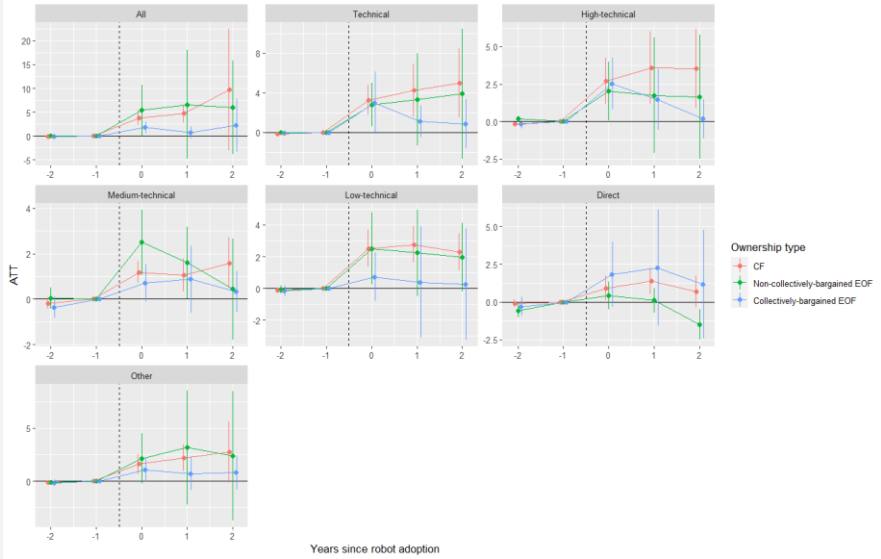 All
Technical
High-technical
20
15
10
5
0
-5
8
4
0
5.0
2.5
0.0
-2.5
-2 -1 0 1 2
-2 -1 0 1 2
-2 -1 0 1 2
Medium-technical
Low-technical
Direct
4
2
0
-2
4
2
0
-2
5.0
2.5
0.0
-2.5
-2 -1 0 1 2
-2 -1 0 1 2
-2 -1 0 1 2
Other
5
0
-2 -1 0 1 2
ATT
Years since robot adoption
Ownership type
CF
Non-collectively-bargained EOF
Collectively-bargained EOF